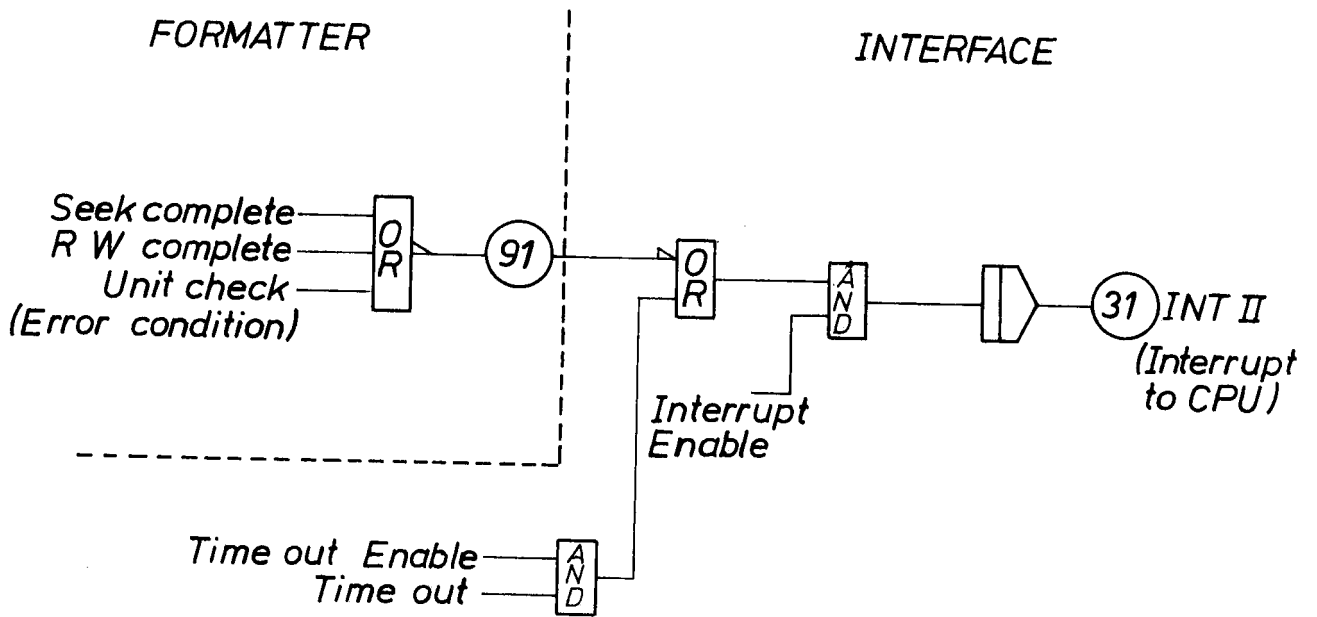 FORMATTER
INTERFACE
Seek complete
R W complete
Unit check
(Error condition)
OR
91
OR
AND
31
INT II
(Interrupt
to CPU)
Interrupt
Enable
Time out Enable
Time out
AND